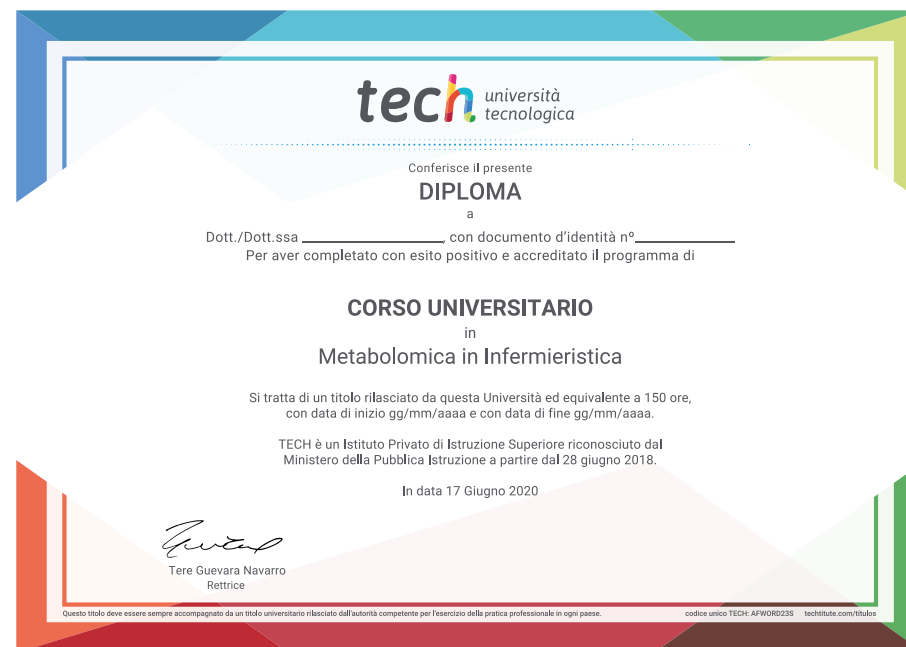 tech università
tecnologica
Conferisce il presente
DIPLOMA
a
Dott./Dott.ssa ____________________, con documento d'identità nº______________
Per aver completato con esito positivo e accreditato il programma di
CORSO UNIVERSITARIO
in
Metabolomica in Infermieristica
Si tratta di un titolo rilasciato da questa Università ed equivalente a 150 ore,
con data di inizio gg/mm/aaaa e con data di fine gg/mm/aaaa.
TECH è un Istituto Privato di Istruzione Superiore riconosciuto dal
Ministero della Pubblica Istruzione a partire dal 28 giugno 2018.
In data 17 Giugno 2020
Tere Guevara Navarro
Rettrice
Questo titolo deve essere sempre accompagnato da un titolo universitario rilasciato dall'autorità competente per l'esercizio della pratica professionale in ogni paese. codice unico TECH: AFWORD23S techtitute.com/títulos